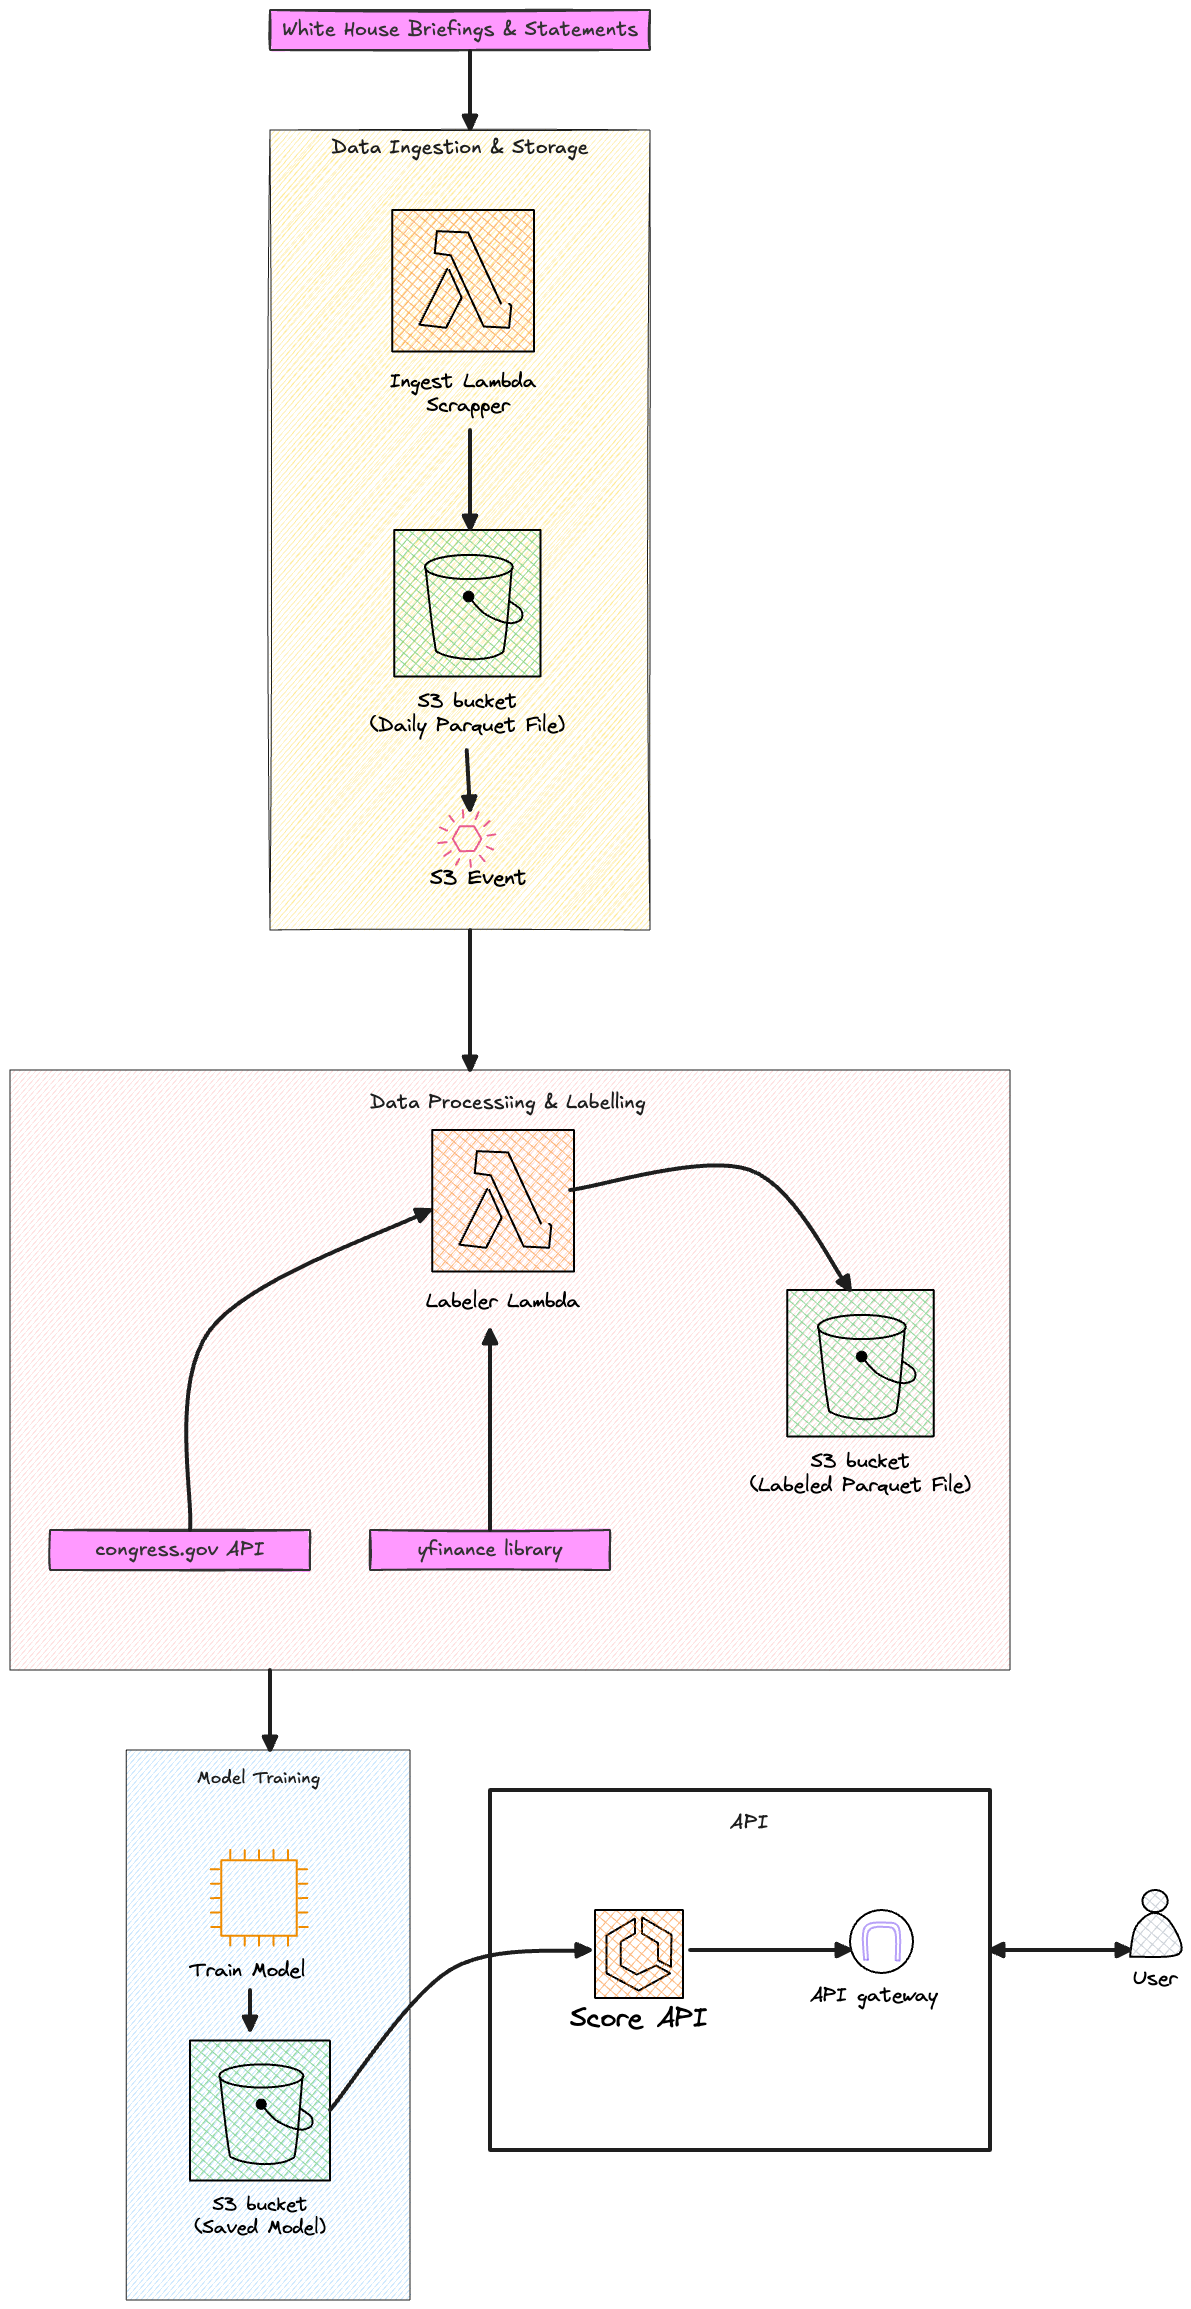 White House Briefings & Statements
Data Ingestion & Storage
Ingest Lambda
Scrapper
S3 bucket
(Daily Parquet File)
S3 Event
Data Processiing & Labelling
Labeler Lambda
S3 bucket
(Labeled Parquet File)
congress.gov API
yfinance library
Model Training
Train Model
S3 bucket
(Saved Model)
API
Score API
API gateway
User